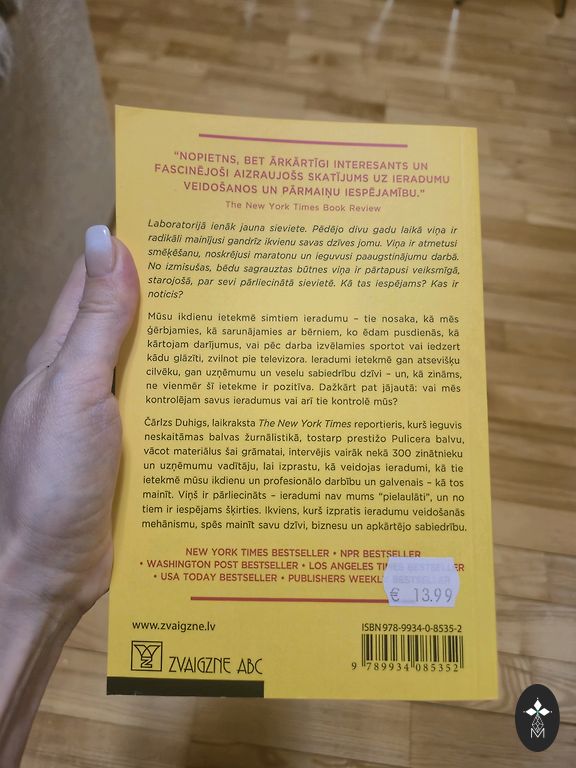 “NOPIETNS, BET ĀRKĀRTĪGI INTERESANTS UN
FASCINĒJOŠI AIZRAUJOŠS SKATĪJUMS UZ IERADUMU
VEIDOŠANOS UN PĀRMAIŅU IESPĒJAMĪBU.”
The New York Times Book Review
Laboratorijā ienāk jauna sieviete. Pēdējo divu gadu laikā viņa ir
radikāli mainījusi gandrīz ikvienu savas dzīves jomu. Viņa ir atmetusi
smēķēšanu, noskrējusi maratonu un ieguvusi paaugstinājumu darbā.
No izmisušas, bēdu sagrauztas būtnes viņa ir pārtapusi veiksmīgā,
starojošā, par sevi pārliecinātā sievietē. Kā tas iespējams? Kas ir
noticis?
Mūsu ikdienu ietekmē simtiem ieradumu – tie nosaka, kā mēs
ģērbjamies, kā sarunājamies ar bērniem, ko ēdam pusdienās, kā
kārtojam darījumus, vai pēc darba izvēlamies sportot vai iedzert
kādu glāzīti, zvilnot pie televizora. Ieradumi ietekmē gan atsevišķu
cilvēku, gan uzņēmumu un veselu sabiedrību dzīvi – un, kā zināms,
ne vienmēr šī ietekme ir pozitīva. Dažkārt pat jājautā: vai mēs
kontrolējam savus ieradumus vai arī tie kontrolē mūs?
Čārlzs Duhigs, laikraksta The New York Times reportieris, kurš ieguvis
neskaitāmas balvas žurnālistikā, tostarp prestižo Pulicera balvu,
vācot materiālus šai grāmatai, intervējis vairāk nekā 300 zinātnieku
un uzņēmumu vadītāju, lai izprastu, kā veidojas ieradumi, kā tie
ietekmē mūsu ikdienu un profesionālo darbību un galvenais – kā tos
mainīt. Viņš ir pārliecināts – ieradumi nav mums “pielaulāti”, un no
tiem ir iespējams šķirties. Ikviens, kurš izpratis ieradumu veidošanās
mehānismu, spēs mainīt savu dzīvi, biznesu un apkārtējo sabiedrību.
NEW YORK TIMES BESTSELLER • NPR BESTSELLER
• WASHINGTON POST BESTSELLER • LOS ANGELES TIMES BESTSELLER
• USA TODAY BESTSELLER • PUBLISHERS WEEKLY BESTSELLER
€ 13.99
www.zvaigzne.lv
ISBN 978-9934-0-8535-2
ZVAIGZNE ABC
9 789934 085352
M